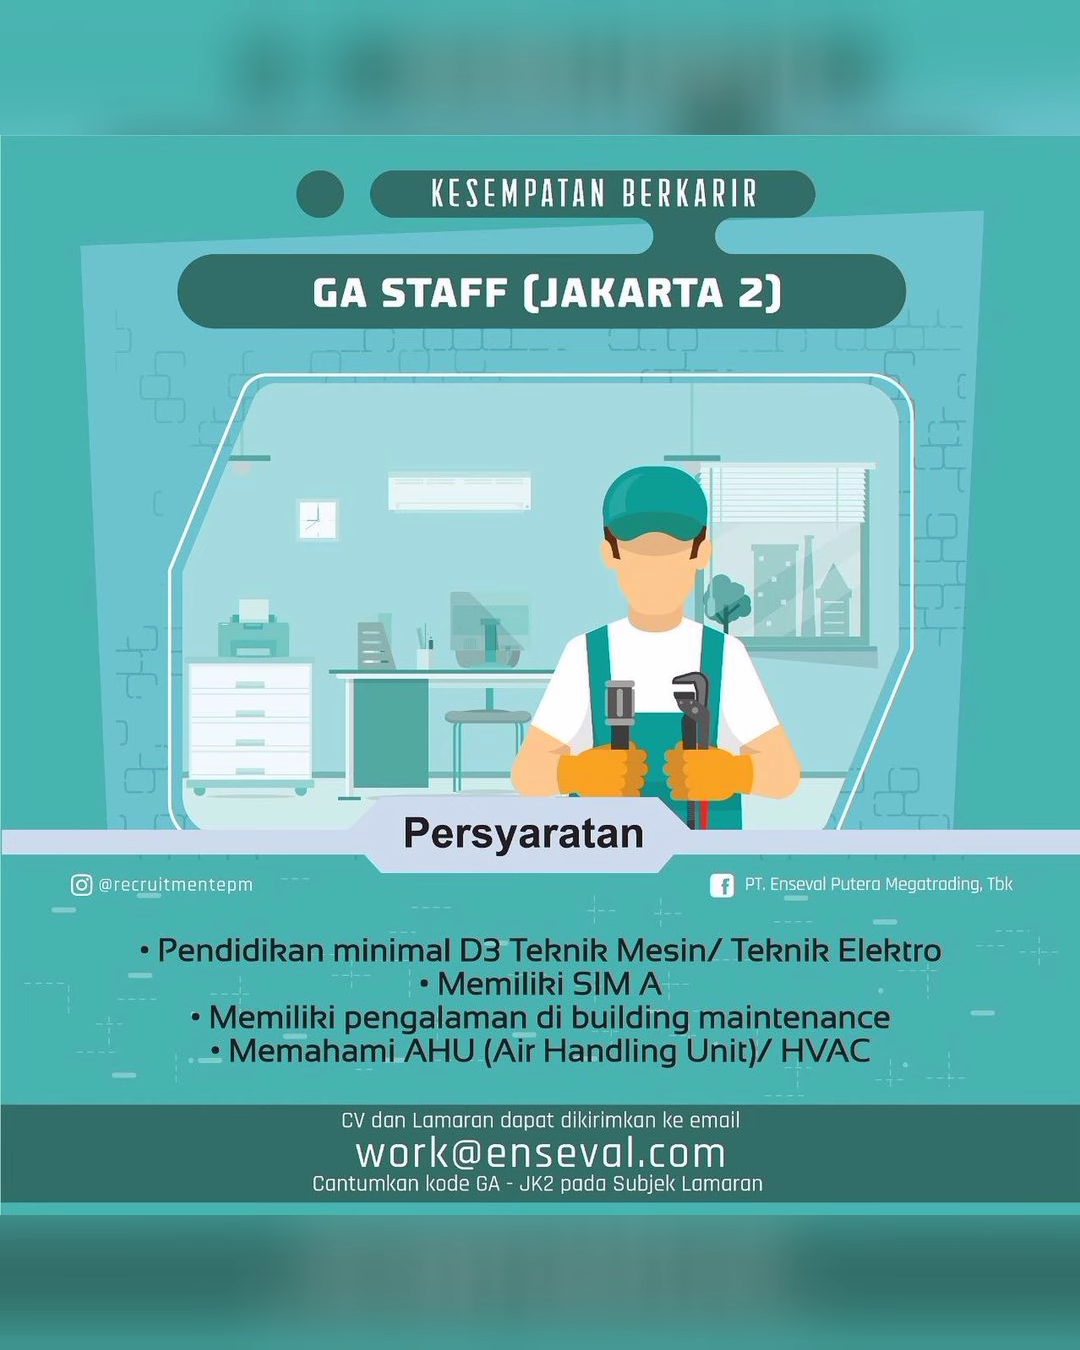 KESEMPATAN BERKARIR
GA STAFF (JAKARTA 2)
Persyaratan
@recruitmentepm
PT. Enseval Putera Megatrading, Tbk
• Pendidikan minimal D3 Teknik Mesin/ Teknik Elektro
• Memiliki SIM A
• Memiliki pengalaman di building maintenance
• Memahami AHU (Air Handling Unit)/ HVAC
CV dan Lamaran dapat dikirimkan ke email
work@enseval.com
Cantumkan kode GA - JK2 pada Subjek Lamaran